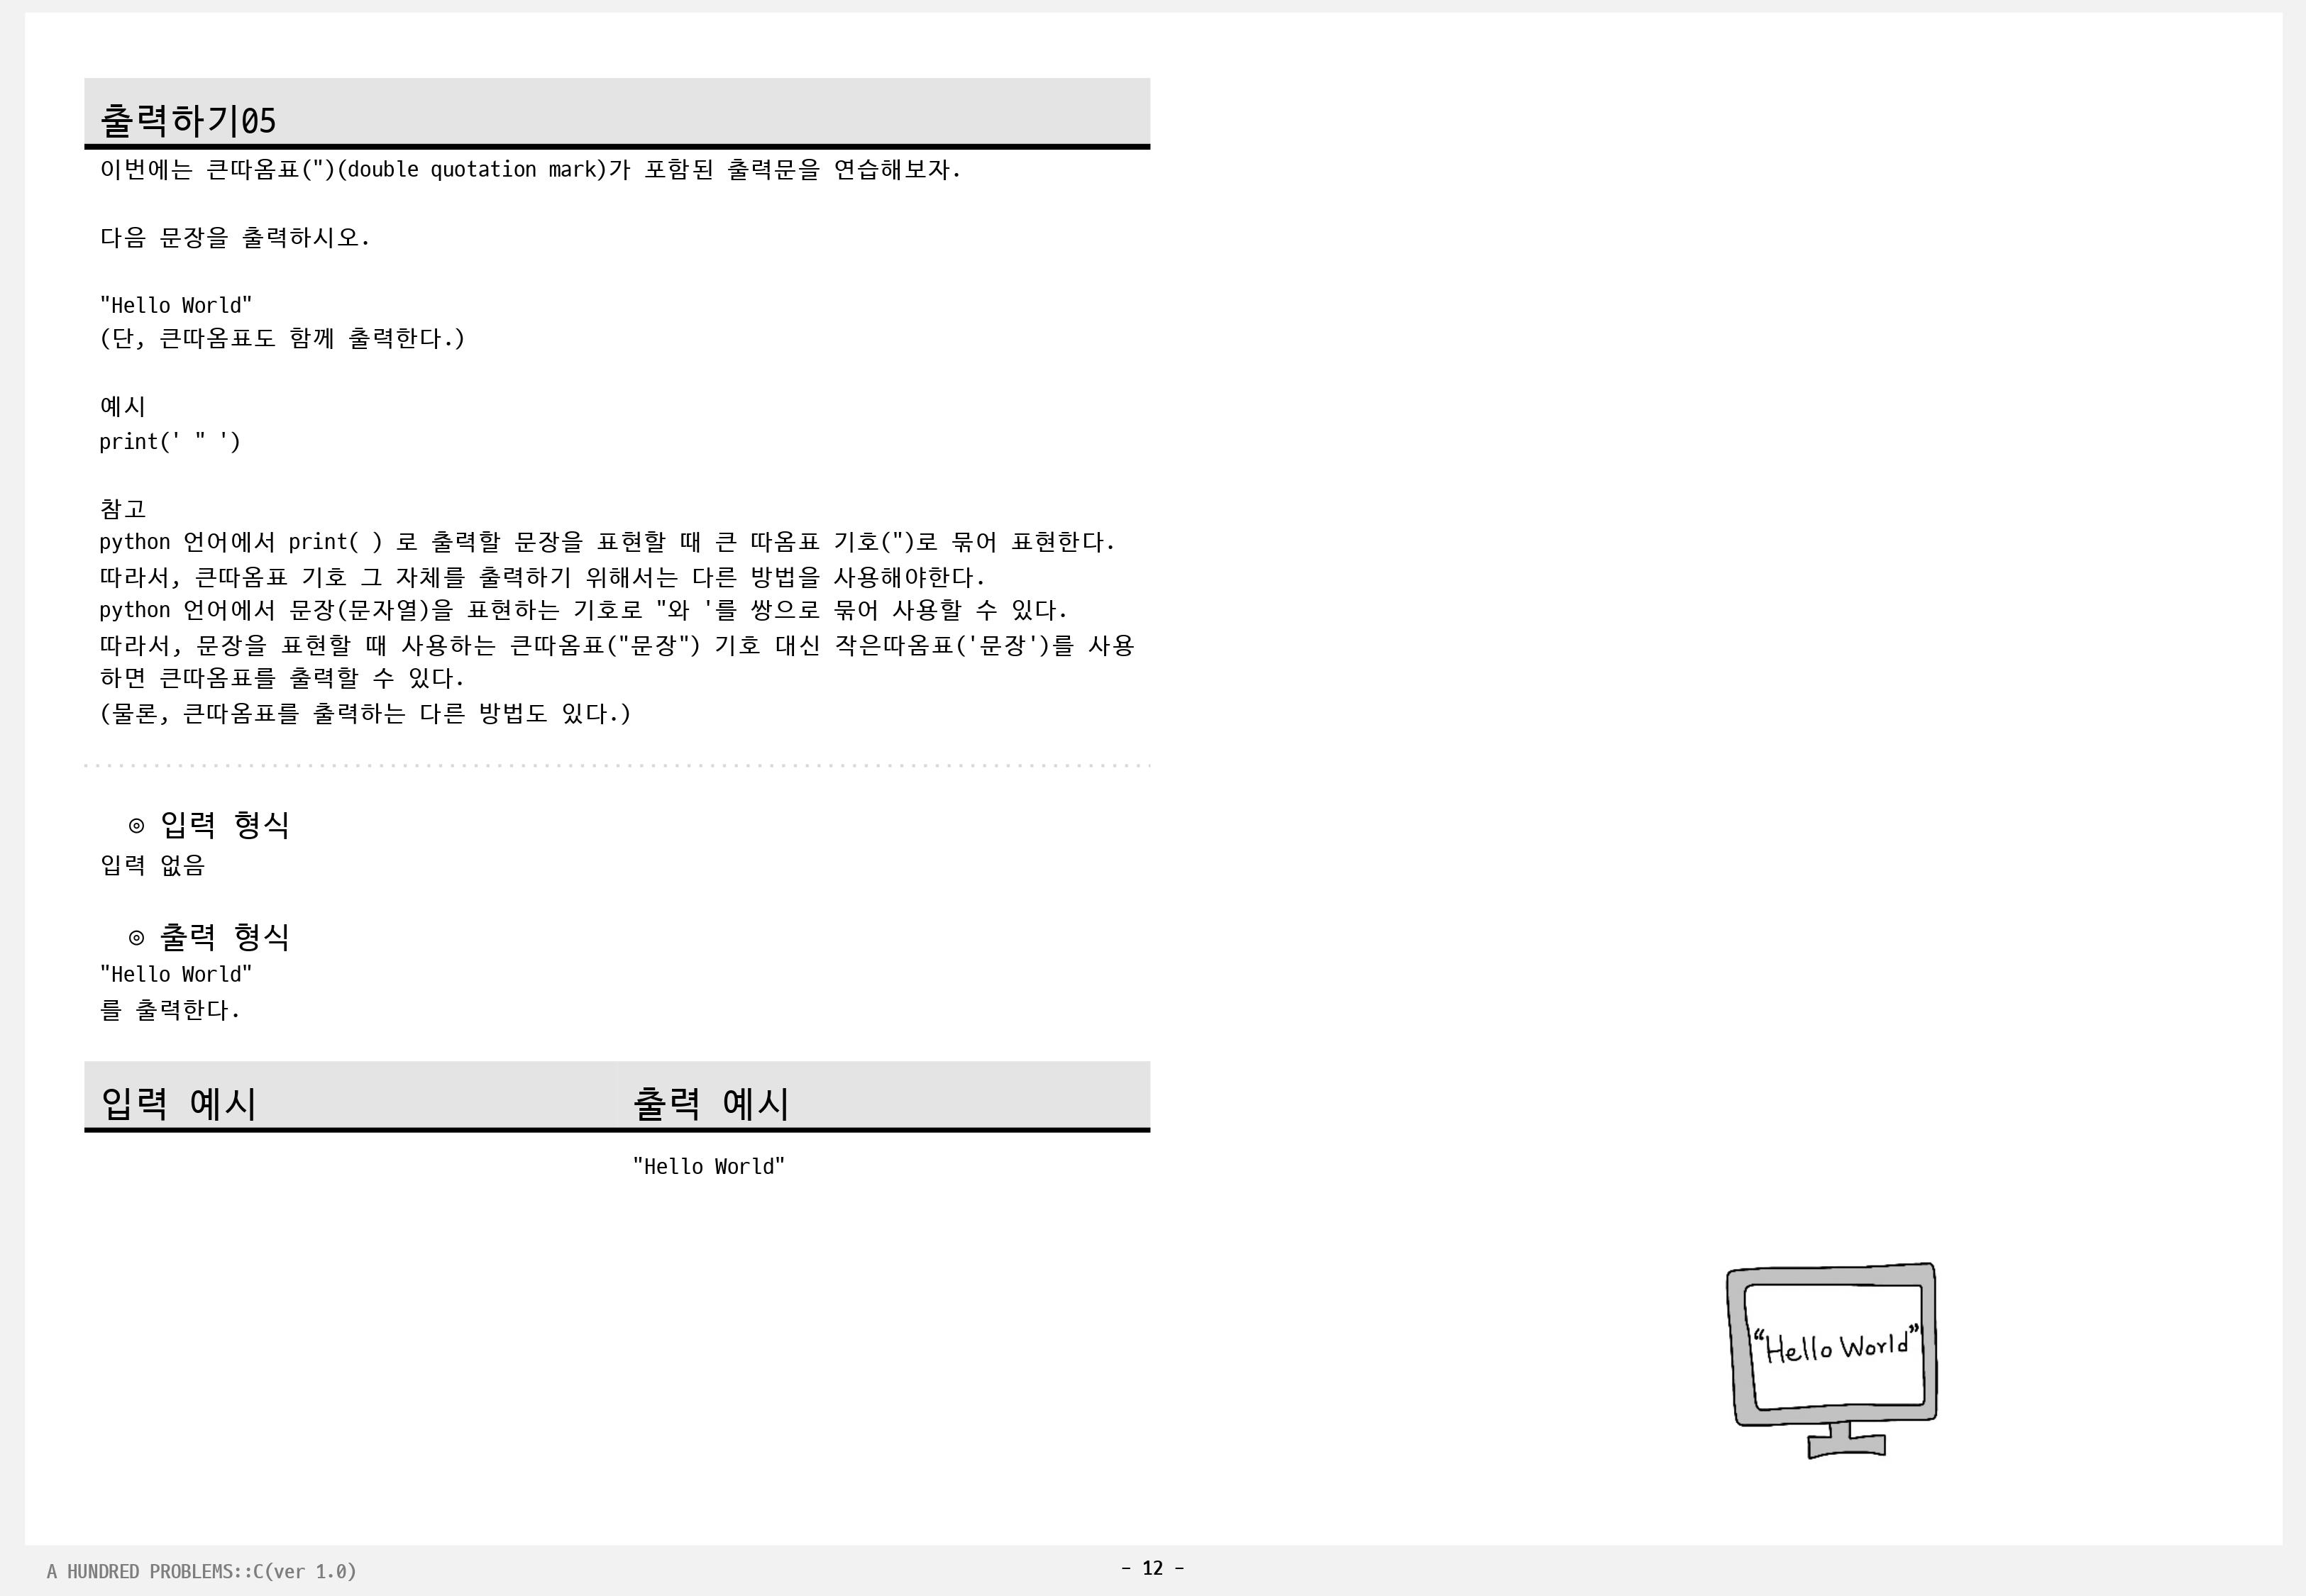 출력하기05
이번에는 큰따옴표(")(double quotation mark)가 포함된 출력문을 연습해보자.
다음 문장을 출력하시오.
"Hello World"
(단, 큰따옴표도 함께 출력한다.)
예시
print(' " ')
참고
python 언어에서 print( ) 로 출력할 문장을 표현할 때 큰 따옴표 기호(")로 묶어 표현한다.
따라서, 큰따옴표 기호 그 자체를 출력하기 위해서는 다른 방법을 사용해야한다.
python 언어에서 문장(문자열)을 표현하는 기호로 "와 '를 쌍으로 묶어 사용할 수 있다.
따라서, 문장을 표현할 때 사용하는 큰따옴표("문장") 기호 대신 작은따옴표('문장')를 사용
하면 큰따옴표를 출력할 수 있다.
(물론, 큰따옴표를 출력하는 다른 방법도 있다.)
◎ 입력 형식
입력 없음
◎ 출력 형식
"Hello World"
를 출력한다.
입력 예시 출력 예시
"Hello World"
“Hello World”
A HUNDRED PROBLEMS::C(ver 1.0)
- 12 -